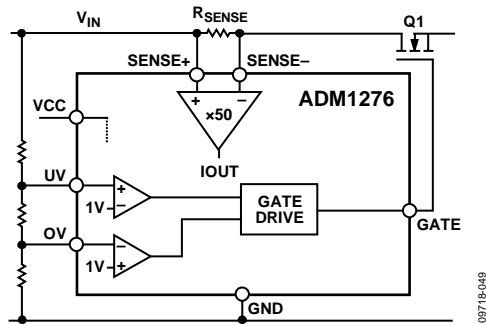 VIN
RSENSE
Q1
SENSE+
SENSE–
ADM1276
VCC
+
–
×50
IOUT
UV
+
1V
–
GATE
DRIVE
GATE
OV
–
1V
+
GND
09718-049